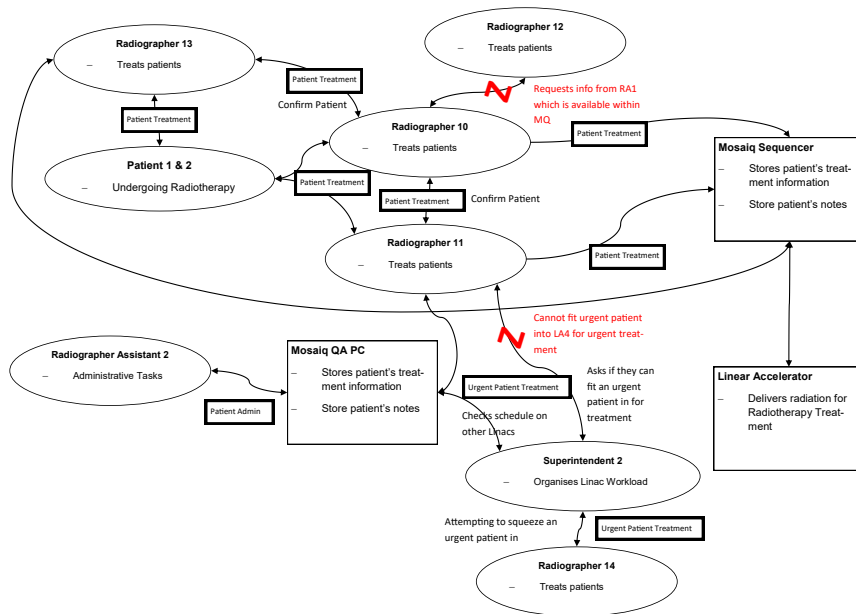 Radiographer 12
– Treats patients
Radiographer 13
– Treats patients
Patient Treatment
Confirm Patient
Requests info from RA1
which is available within
MQ
Patient Treatment
Radiographer 10
– Treats patients
Patient Treatment
Mosaiq Sequencer
– Stores patient's treat-
ment information
– Store patient's notes
Patient 1 & 2
– Undergoing Radiotherapy
Patient Treatment
Patient Treatment
Confirm Patient
Radiographer 11
– Treats patients
Patient Treatment
Cannot fit urgent patient
into LA4 for urgent treat-
ment
Radiographer Assistant 2
– Administrative Tasks
Mosaiq QA PC
– Stores patient's treat-
ment information
– Store patient's notes
Patient Admin
Urgent Patient Treatment
Asks if they can
fit an urgent
patient in for
treatment
Checks schedule on
other Linacs
Linear Accelerator
– Delivers radiation for
Radiotherapy Treat-
ment
Superintendent 2
– Organises Linac Workload
Attempting to squeeze an
urgent patient in
Urgent Patient Treatment
Radiographer 14
– Treats patients